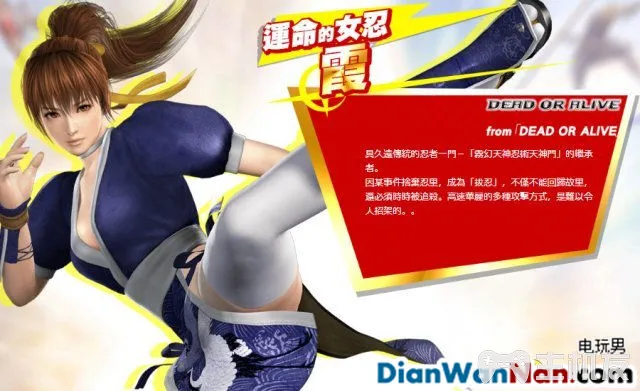 運命的女忍
霞
DEAD OR ALIVE
from「DEAD OR ALIVE
具久遠傳統的忍者一門－「霧幻天神忍術天神門」的繼承
者。
因某事件捨棄忍里，成為「拔忍」，不僅不能回歸故里，
還必須時時被追殺。高速華麗的多種攻擊方式，是難以令
人招架的。。
电玩男
DianWanNan.com